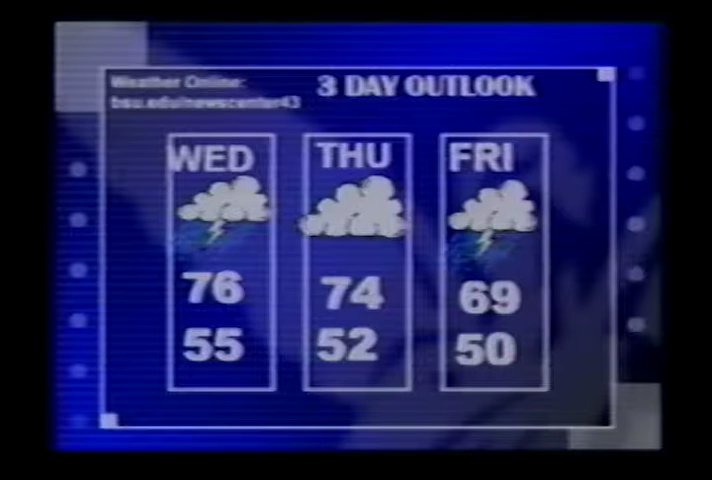 Weather Online:
bsu.edu/newscenter43
3 DAY OUTLOOK
WED THU FRI
76 74 69
55 52 50